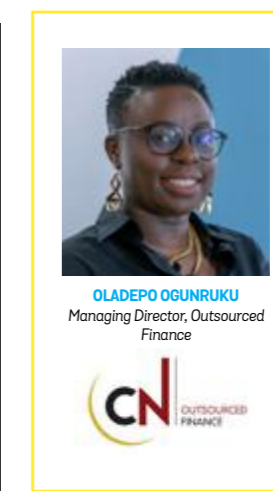 OLADEPO OGUNRUKU
Managing Director, Outsourced
Finance
CN
OUTSOURCED
FINANCE